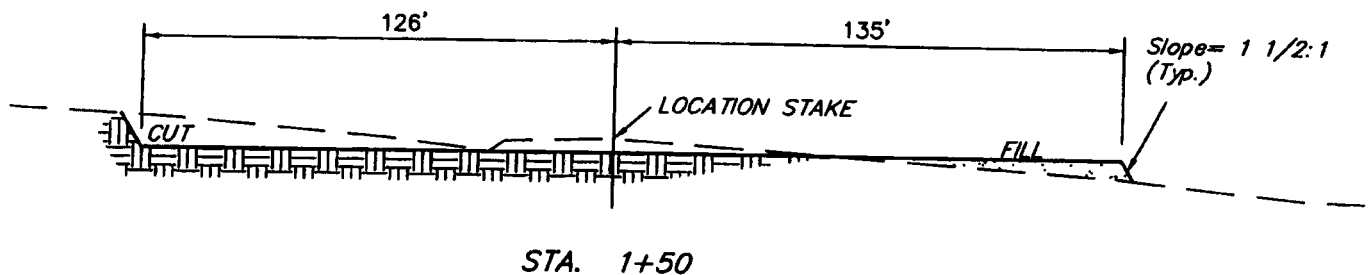 126'
135'
Slope= 1 1/2:1
(Typ.)
LOCATION STAKE
CUT
FILL
STA. 1+50